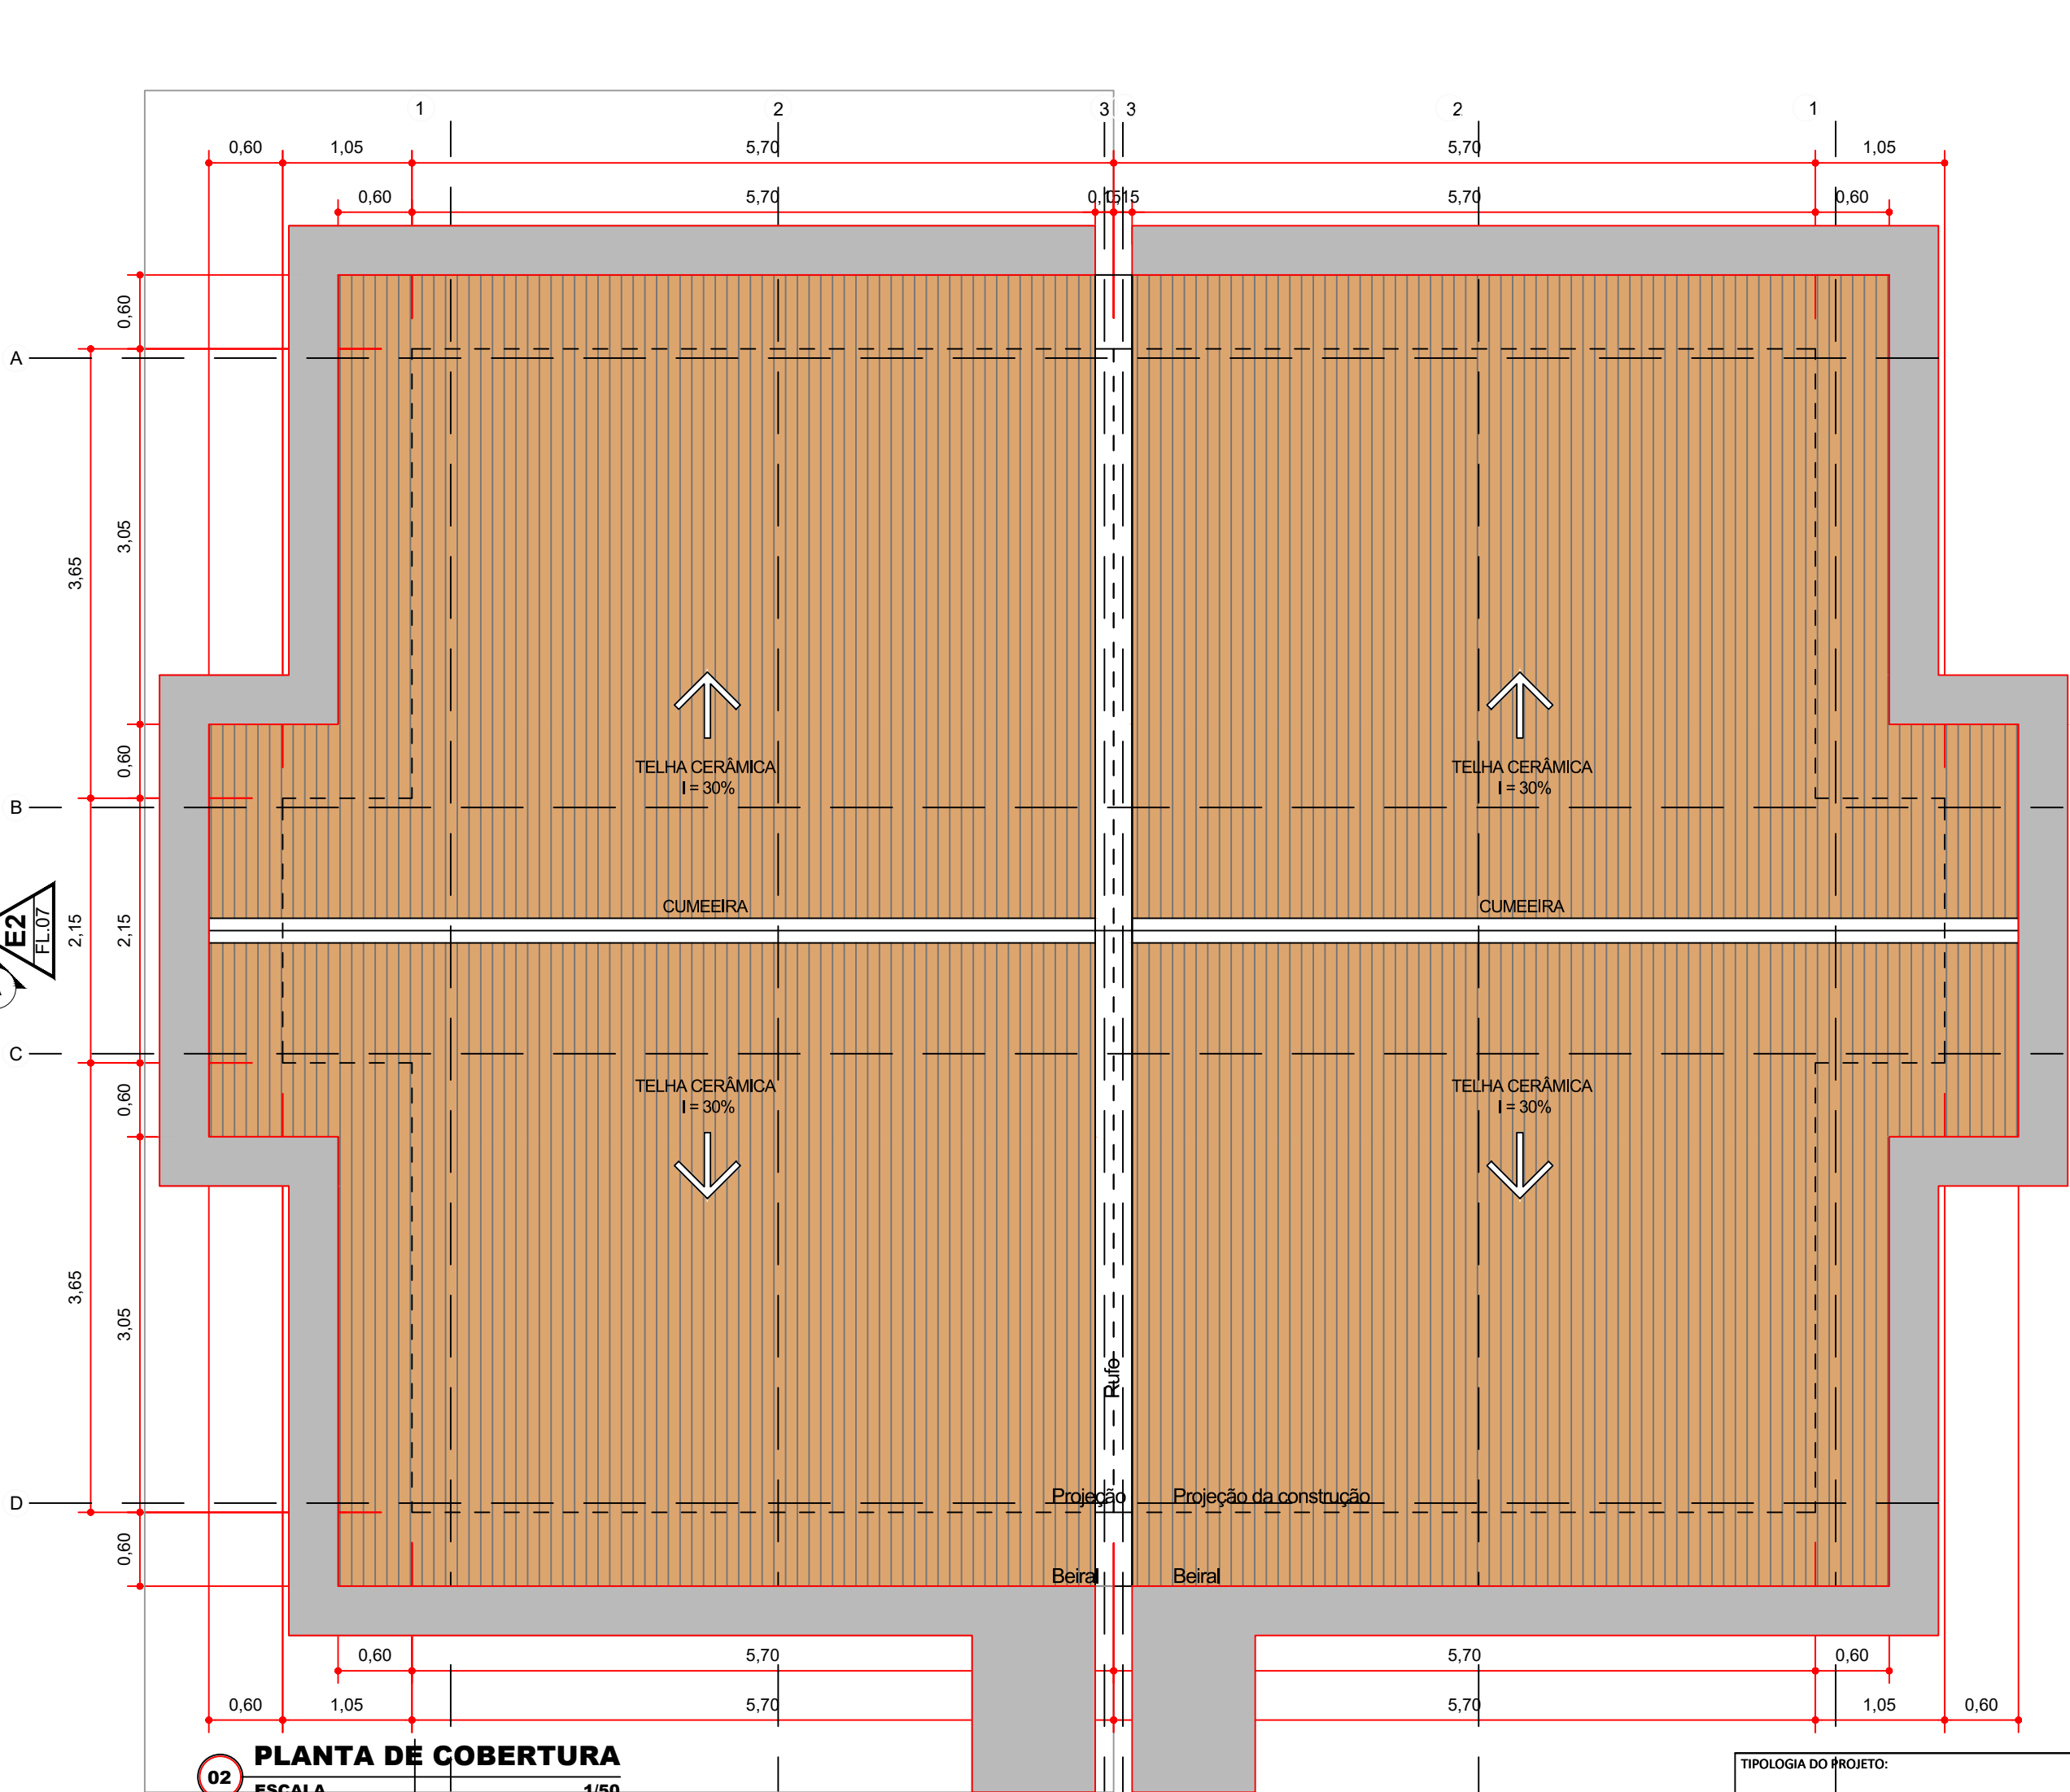 1 2 3 3 2 1
0,60 1,05 5,70 5,70 1,05
0,60 5,70 0,15 0,15 5,70 0,60
0,60
A
3,05
3,65
0,60
TELHA CERÂMICA TELHA CERÂMICA
I = 30% I = 30%
B
CUMEEIRA CUMEEIRA
E2
FL.07
2,15 2,15
C
0,60
TELHA CERÂMICA TELHA CERÂMICA
I = 30% I = 30%
3,65
3,05
Rufo
D
Projeção Projeção da construção
0,60
Beiral Beiral
0,60 5,70 5,70 0,60
0,60 1,05 5,70 5,70 1,05 0,60
02 PLANTA DE COBERTURA
ESCALA 1/50
TIPOLOGIA DO PROJETO: